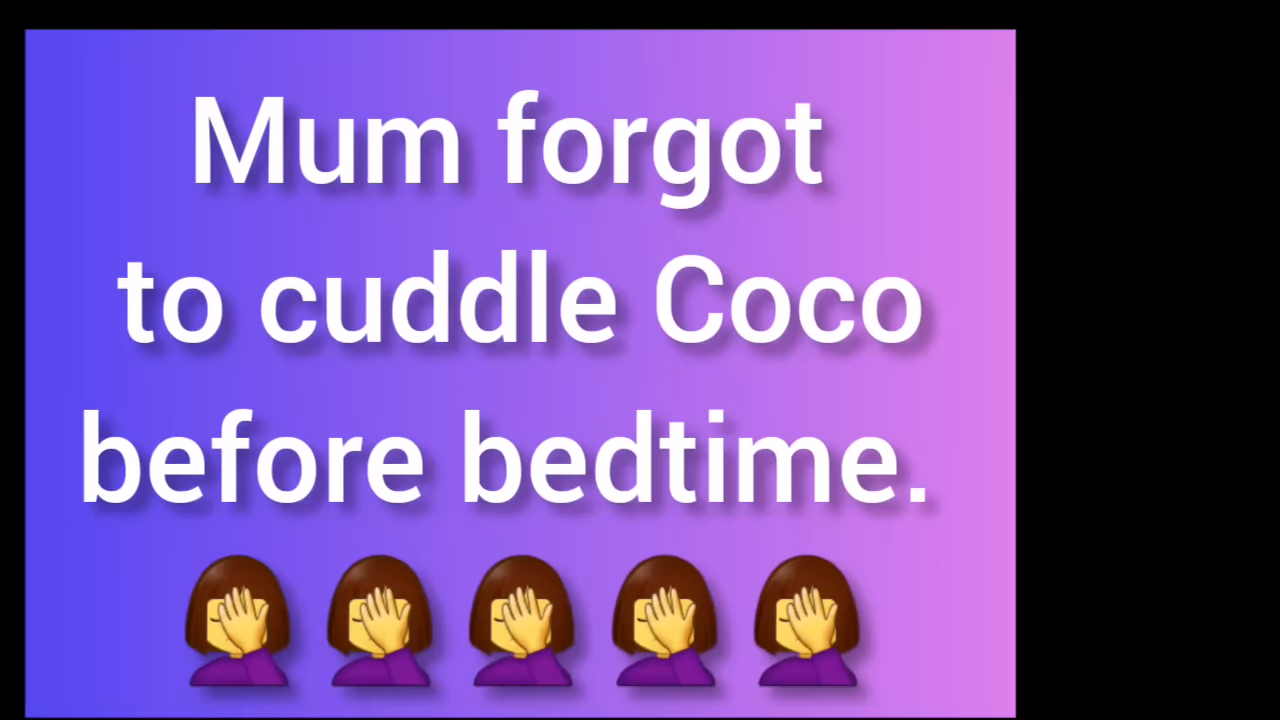 Mum forgot
to cuddle Coco
before bedtime.
🤦‍♀️🤦‍♀️🤦‍♀️🤦‍♀️🤦‍♀️